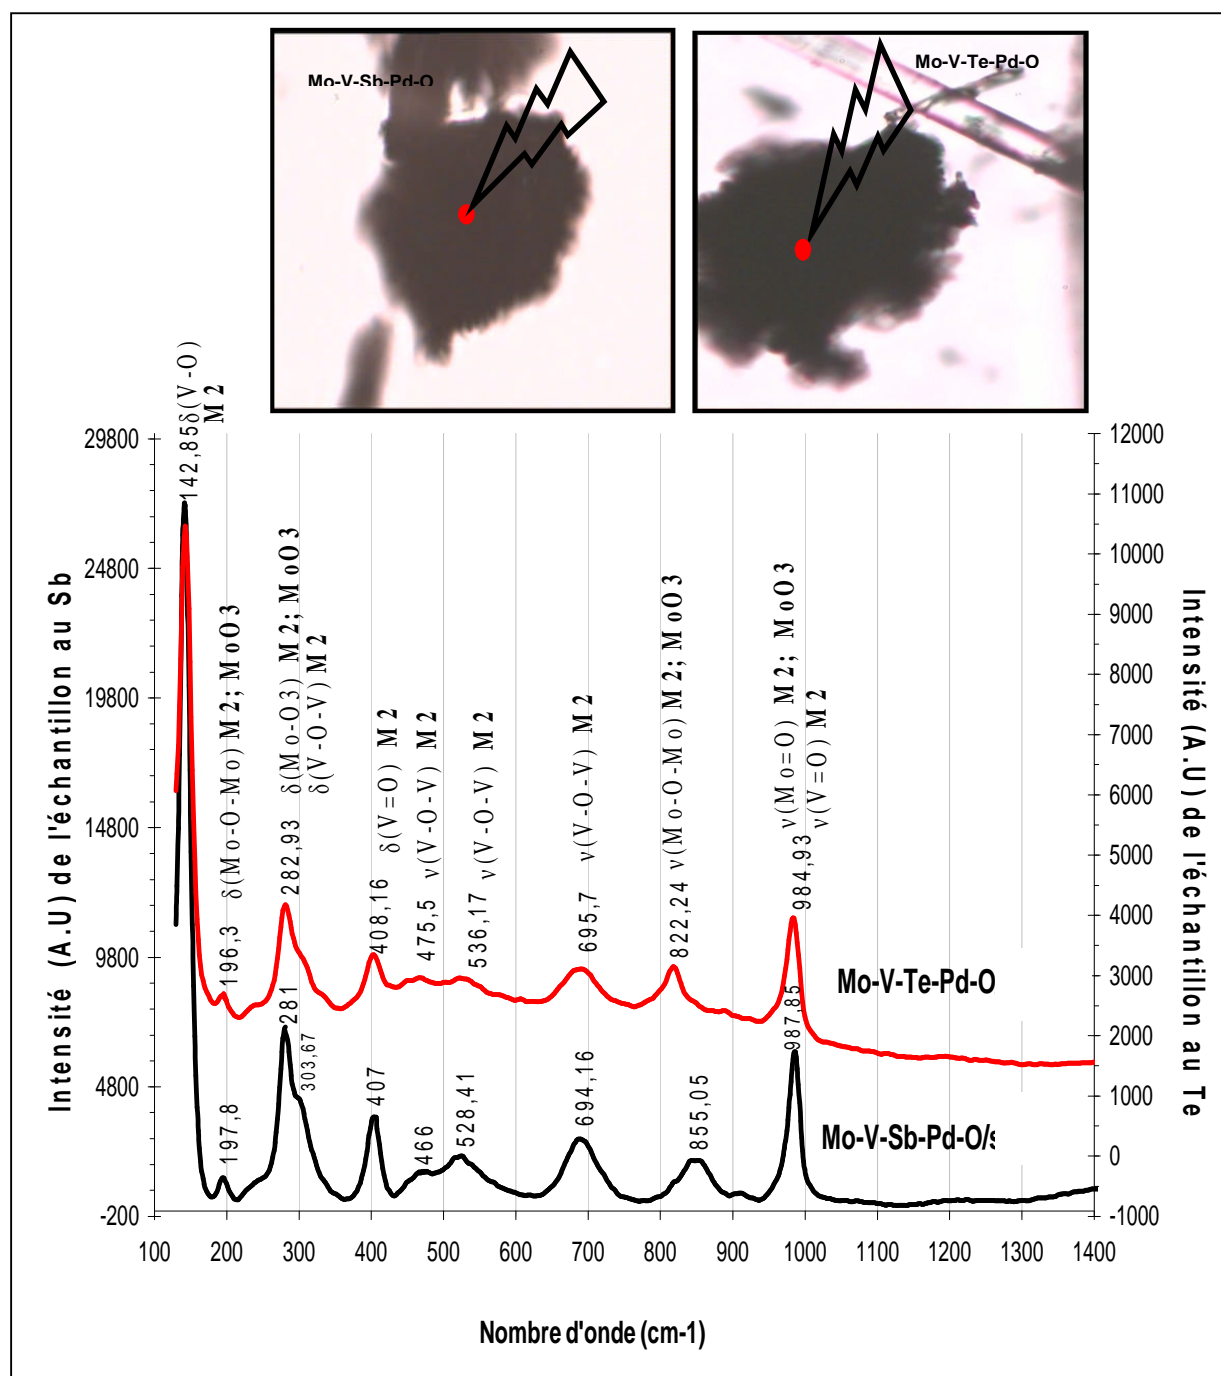 Mo-V-Sb-Pd-O
Mo-V-Te-Pd-O
142,85 δ(V-O)
M2
196,3 δ(Mo-O-Mo) M2; MoO3
282,93 δ(Mo-O3) M2; MoO3
δ(V-O-V) M2
408,16 δ(V=O) M2
475,5 ν(V-O-V) M2
536,17 ν(V-O-V) M2
695,7 ν(V-O-V) M2
822,24 ν(Mo-O-Mo) M2; MoO3
984,93 ν(Mo=O) M2; MoO3
ν(V=O) M2
Mo-V-Te-Pd-O
197,8
281
303,67
407
466
528,41
694,16
855,05
987,85
Mo-V-Sb-Pd-O/s
Intensité (A.U) de l'échantillon au Sb
29800
24800
19800
14800
9800
4800
-200
Intensité (A.U) de l'échantillon au Te
12000
11000
10000
9000
8000
7000
6000
5000
4000
3000
2000
1000
0
-1000
100 200 300 400 500 600 700 800 900 1000 1100 1200 1300 1400
Nombre d'onde (cm-1)